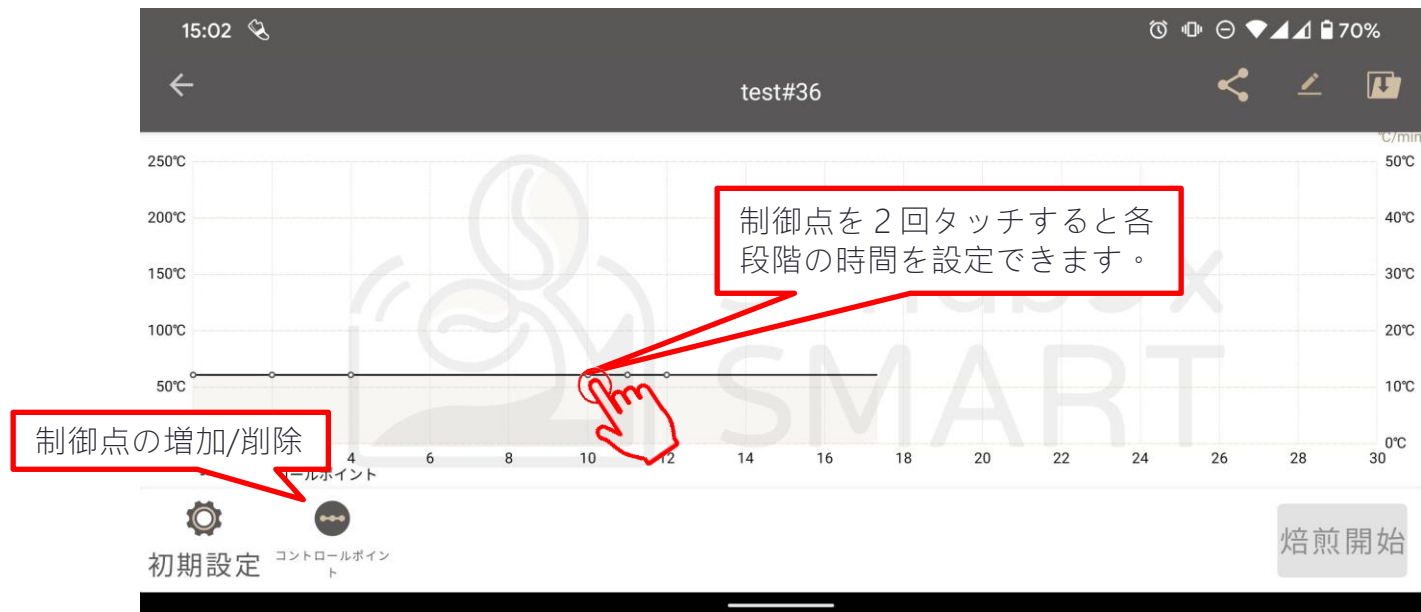 15:02
70%
test#36
℃/min
250℃
50℃
200℃
40℃
制御点を２回タッチすると各
段階の時間を設定できます。
150℃
30℃
100℃
20℃
SMART
50℃
10℃
制御点の増加/削除
0℃
4 6 8 10 12 14 16 18 20 22 24 26 28 30
ールポイント
初期設定
コントロールポイン
ト
焙煎開始